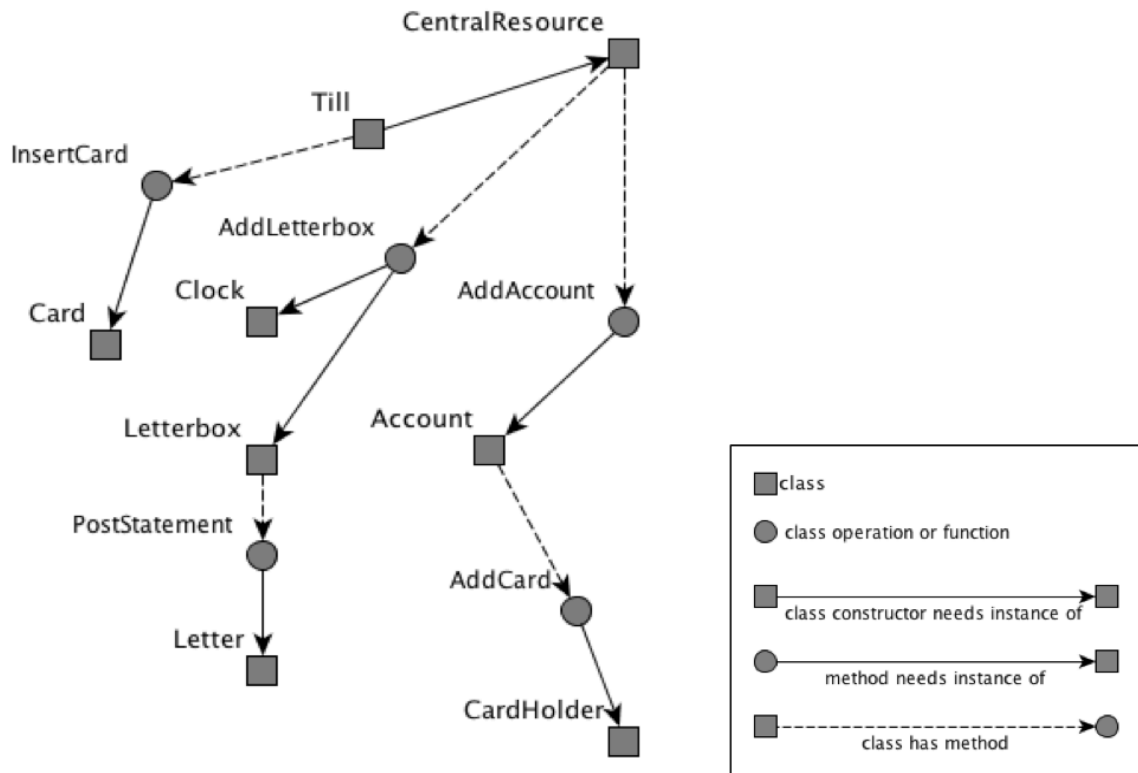 CentralResource
Till
InsertCard
AddLetterbox
Clock
AddAccount
Card
Account
Letterbox
PostStatement
AddCard
Letter
CardHolder
class
class operation or function
class constructor needs instance of
method needs instance of
class has method